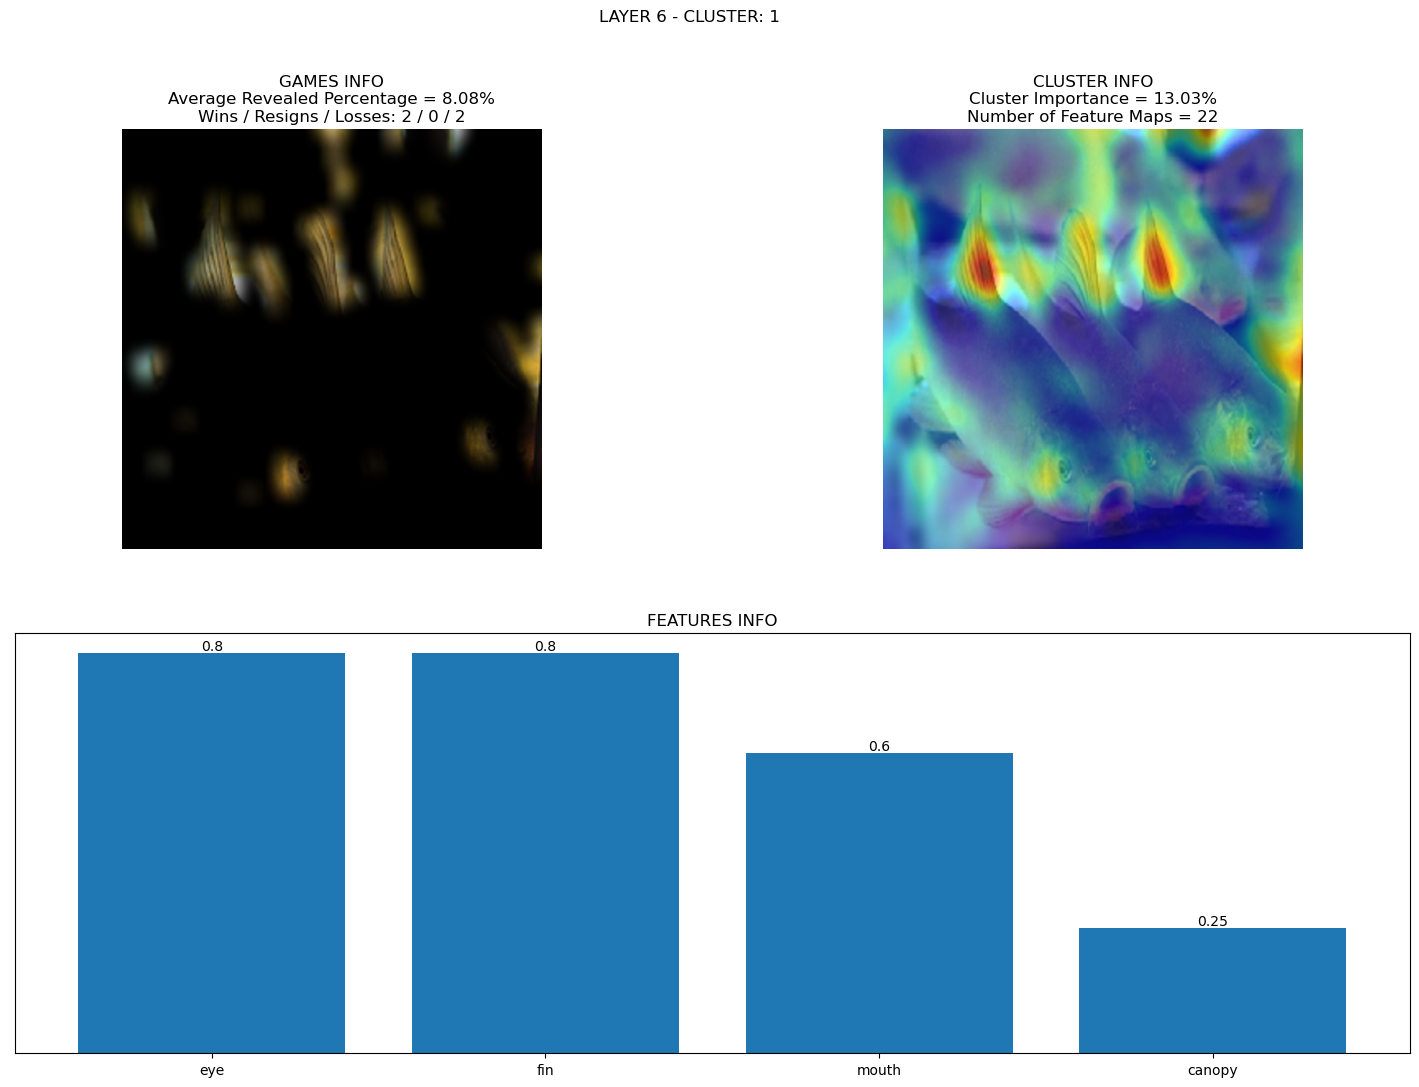 LAYER 6 - CLUSTER: 1
GAMES INFO
Average Revealed Percentage = 8.08%
Wins / Resigns / Losses: 2 / 0 / 2
CLUSTER INFO
Cluster Importance = 13.03%
Number of Feature Maps = 22
FEATURES INFO
0.8
0.8
0.6
0.25
eye
fin
mouth
canopy